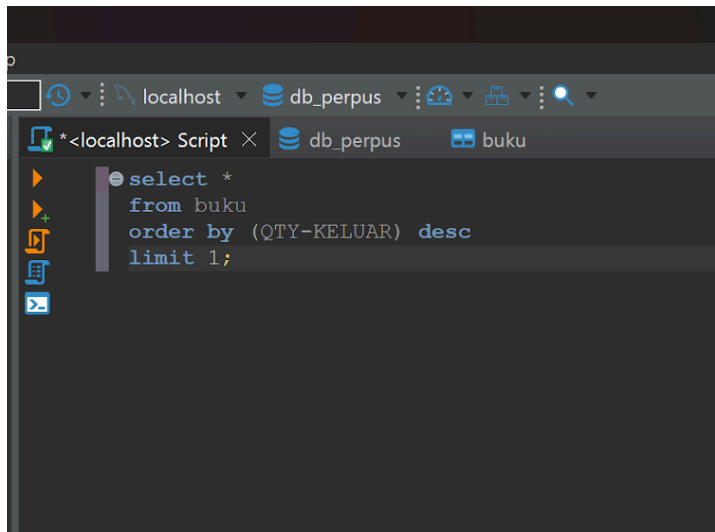 p
localhost db_perpus
*<localhost> Script db_perpus buku
select *
from buku
order by (QTY-KELUAR) desc
limit 1;